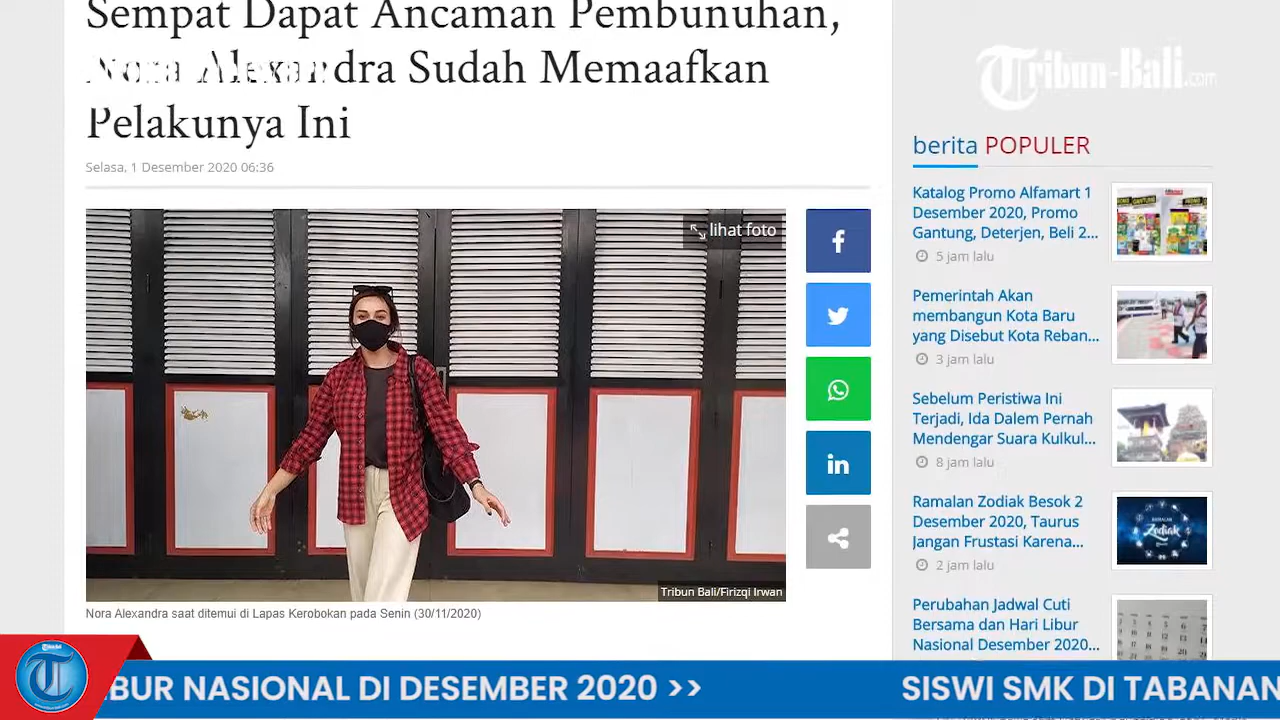 Sempat Dapat Ancaman Pembunuhan,
Nora Alexandra Sudah Memaafkan
Pelakunya Ini
Selasa, 1 Desember 2020 06:36
lihat foto
Tribun Bali/Firizqi Irwan
Nora Alexandra saat ditemui di Lapas Kerobokan pada Senin (30/11/2020)
Tribun-Bali.com
berita POPULER
Katalog Promo Alfamart 1
Desember 2020, Promo
Gantung, Deterjen, Beli 2...
5 jam lalu
Pemerintah Akan
membangun Kota Baru
yang Disebut Kota Reban...
3 jam lalu
Sebelum Peristiwa Ini
Terjadi, Ida Dalem Pernah
Mendengar Suara Kulkul...
8 jam lalu
Ramalan Zodiak Besok 2
Desember 2020, Taurus
Jangan Frustasi Karena...
2 jam lalu
RAMALAN
Zodiak
Perubahan Jadwal Cuti
Bersama dan Hari Libur
Nasional Desember 2020...
IBUR NASIONAL DI DESEMBER 2020 >>
SISWI SMK DI TABANAN